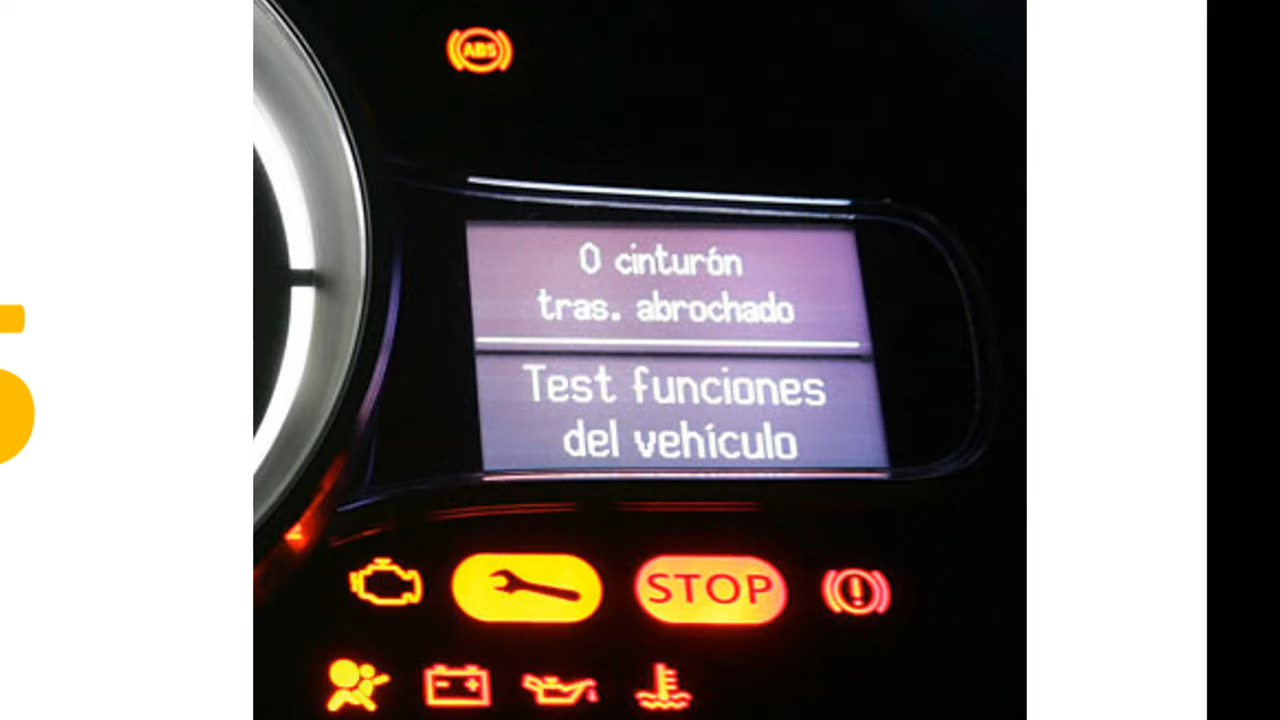 ABS
0 cinturón
tras. abrochado
Test funciones
del vehículo
STOP